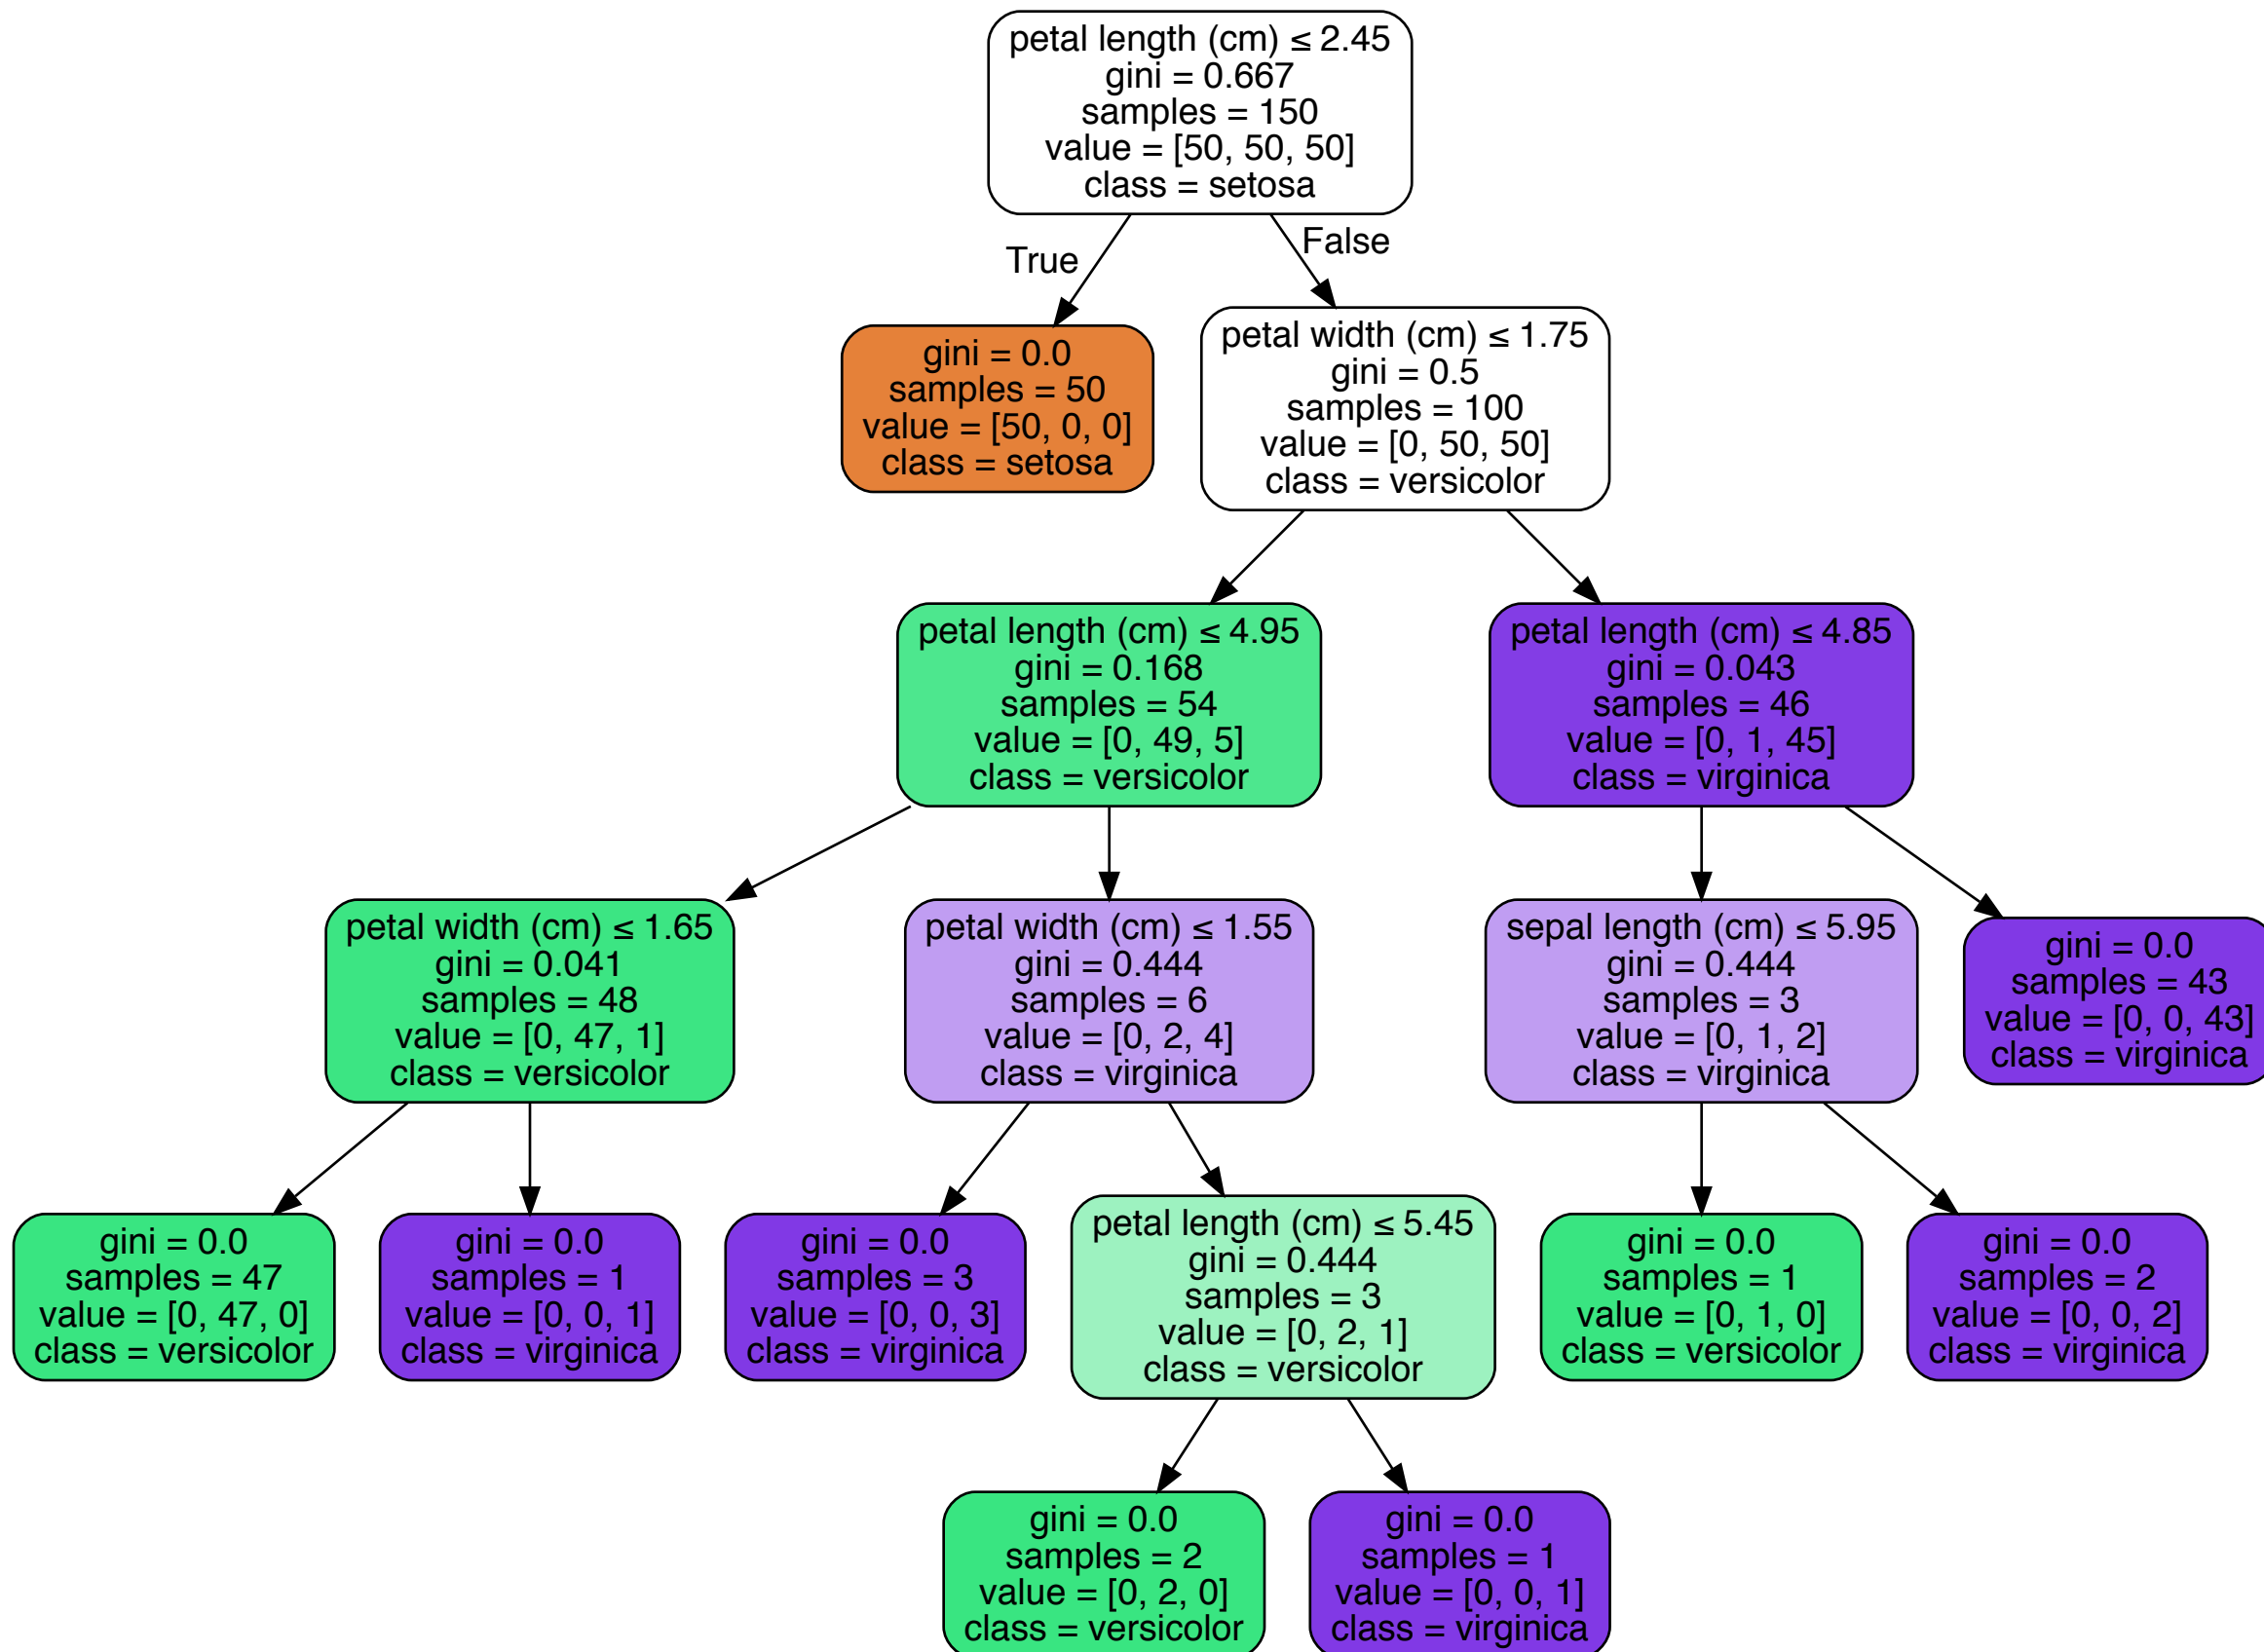 petal length (cm) ≤ 2.45
gini = 0.667
samples = 150
value = [50, 50, 50]
class = setosa
True
False
gini = 0.0
samples = 50
value = [50, 0, 0]
class = setosa
petal width (cm) ≤ 1.75
gini = 0.5
samples = 100
value = [0, 50, 50]
class = versicolor
petal length (cm) ≤ 4.95
gini = 0.168
samples = 54
value = [0, 49, 5]
class = versicolor
petal length (cm) ≤ 4.85
gini = 0.043
samples = 46
value = [0, 1, 45]
class = virginica
petal width (cm) ≤ 1.65
gini = 0.041
samples = 48
value = [0, 47, 1]
class = versicolor
petal width (cm) ≤ 1.55
gini = 0.444
samples = 6
value = [0, 2, 4]
class = virginica
sepal length (cm) ≤ 5.95
gini = 0.444
samples = 3
value = [0, 1, 2]
class = virginica
gini = 0.0
samples = 43
value = [0, 0, 43]
class = virginica
gini = 0.0
samples = 47
value = [0, 47, 0]
class = versicolor
gini = 0.0
samples = 1
value = [0, 0, 1]
class = virginica
gini = 0.0
samples = 3
value = [0, 0, 3]
class = virginica
petal length (cm) ≤ 5.45
gini = 0.444
samples = 3
value = [0, 2, 1]
class = versicolor
gini = 0.0
samples = 1
value = [0, 1, 0]
class = versicolor
gini = 0.0
samples = 2
value = [0, 0, 2]
class = virginica
gini = 0.0
samples = 2
value = [0, 2, 0]
class = versicolor
gini = 0.0
samples = 1
value = [0, 0, 1]
class = virginica